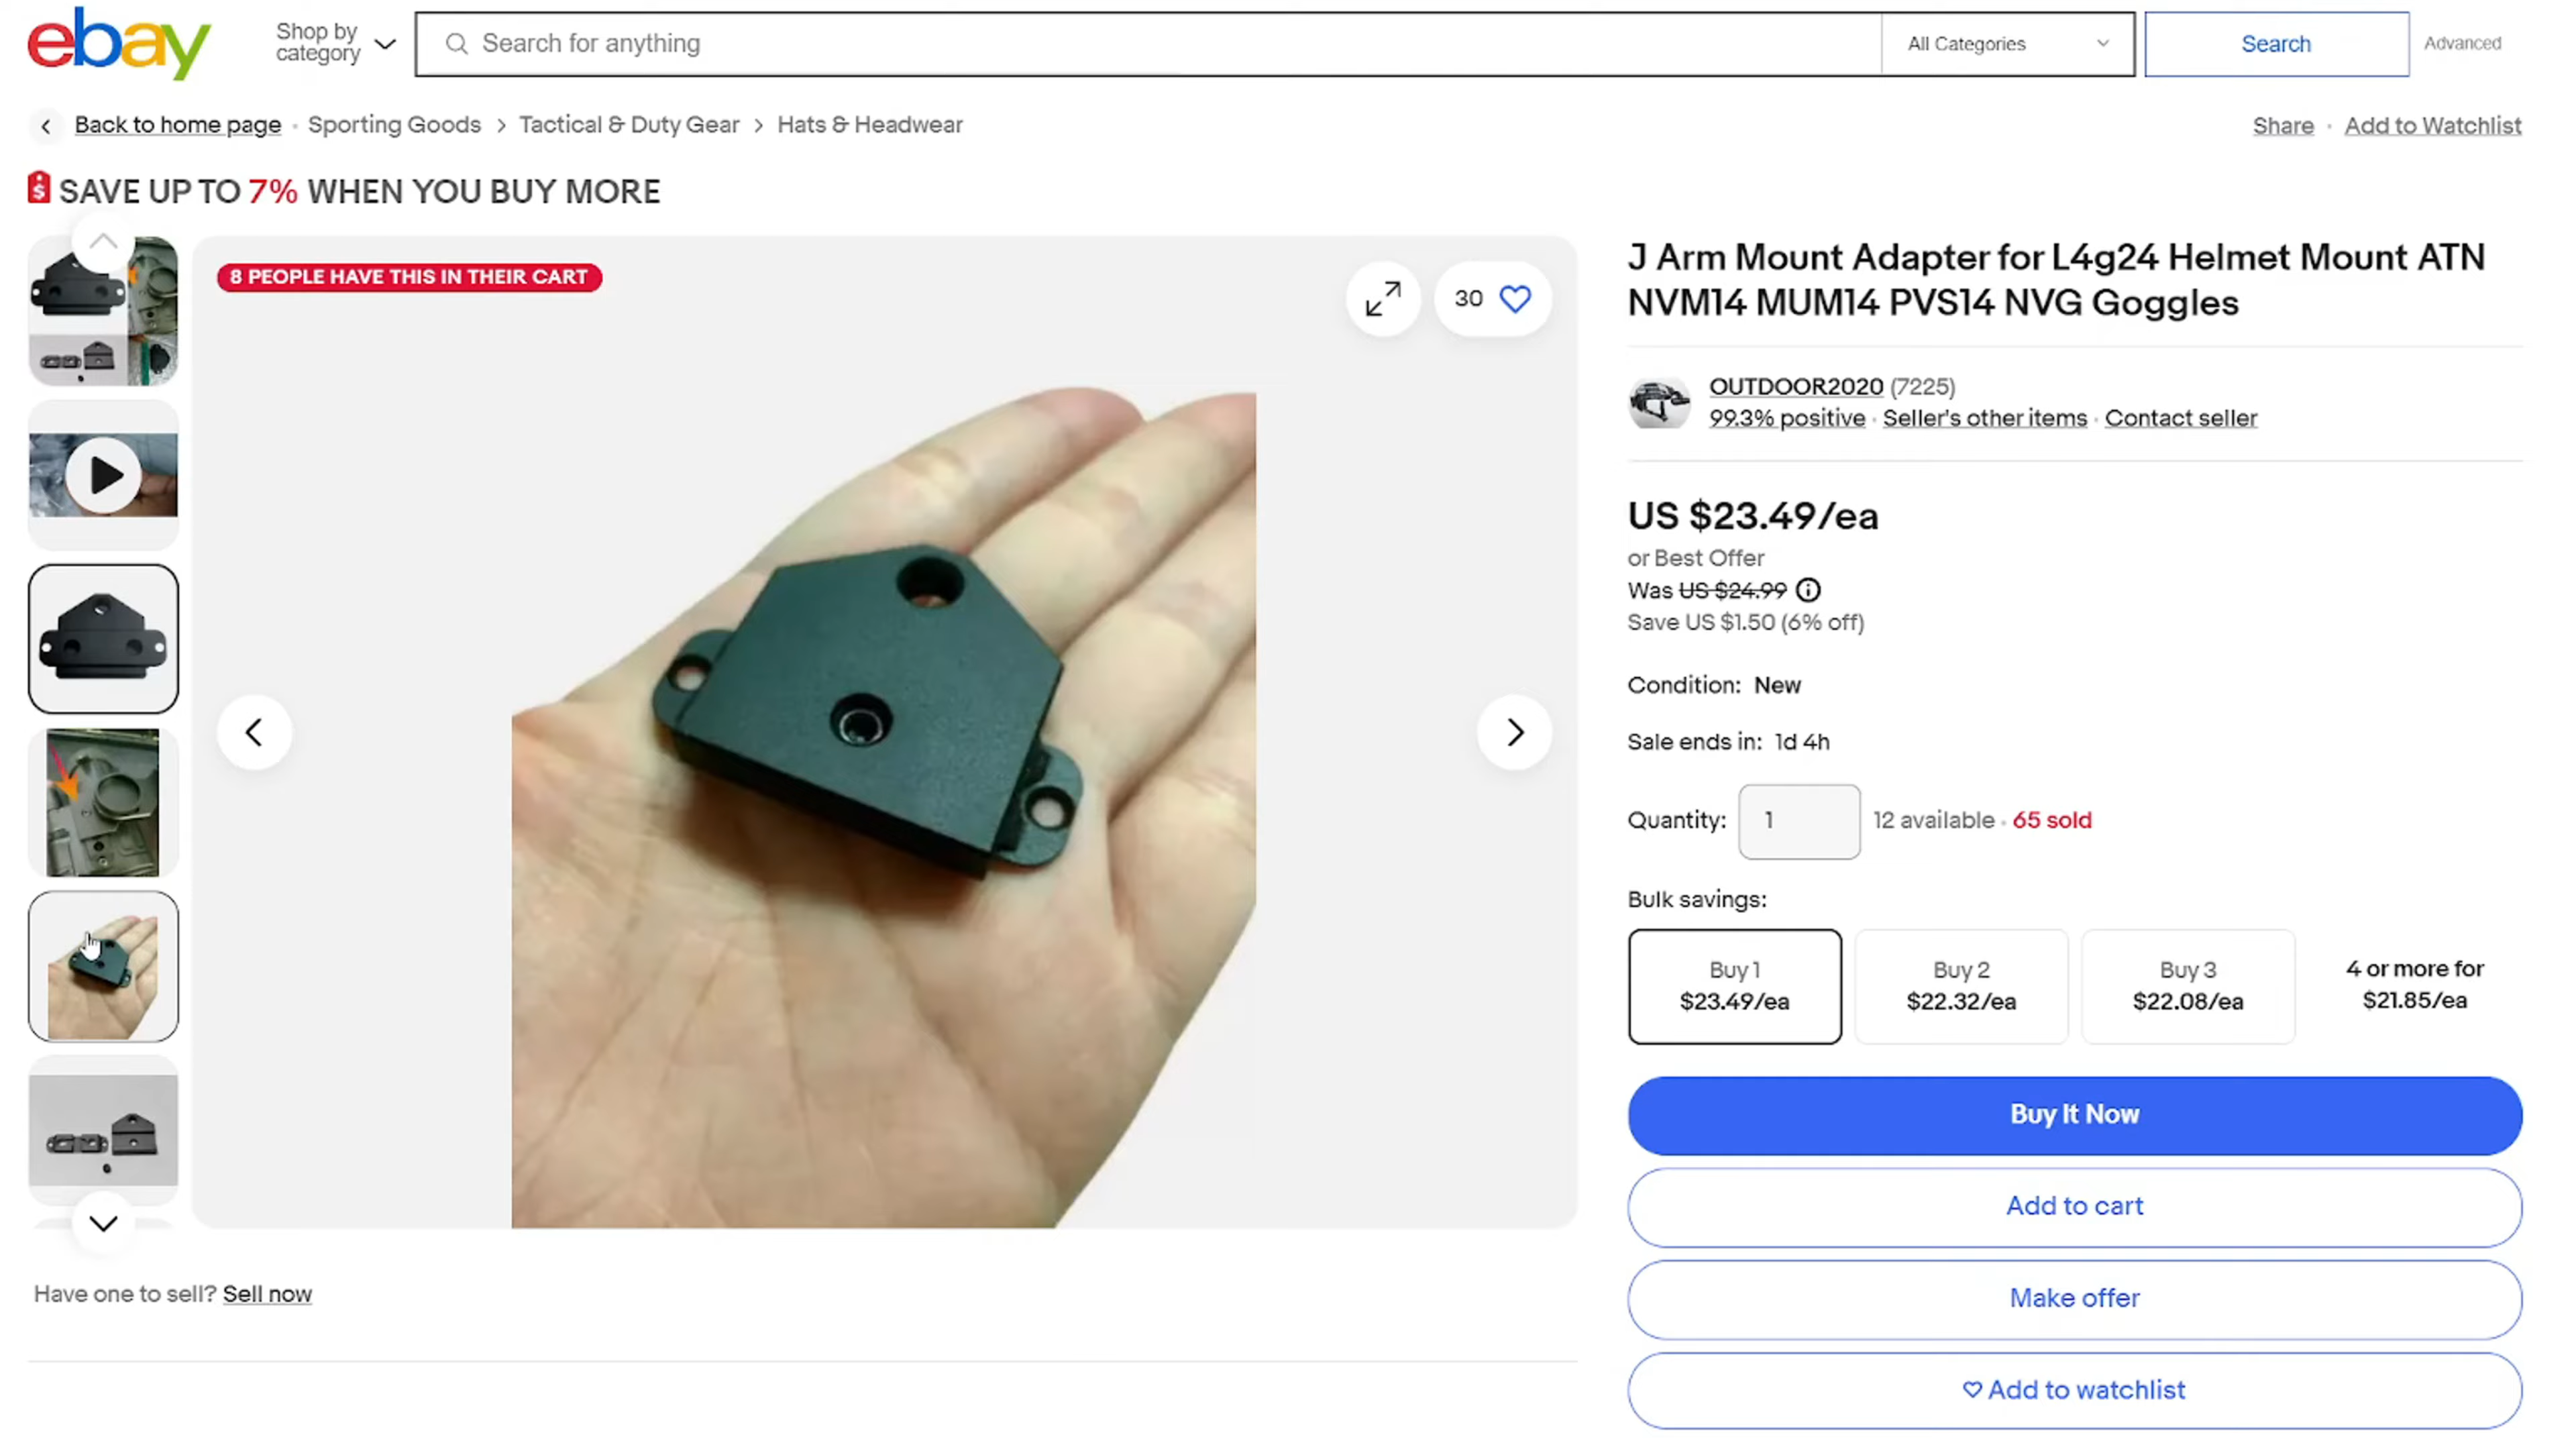 ebay
Shop by
category
Search for anything
All Categories
Search
Advanced
Back to home page · Sporting Goods > Tactical & Duty Gear > Hats & Headwear
Share · Add to Watchlist
$ SAVE UP TO 7% WHEN YOU BUY MORE
8 PEOPLE HAVE THIS IN THEIR CART
30
J Arm Mount Adapter for L4g24 Helmet Mount ATN
NVM14 MUM14 PVS14 NVG Goggles
OUTDOOR2020 (7225)
99.3% positive · Seller's other items · Contact seller
US $23.49/ea
or Best Offer
Was US $24.99
Save US $1.50 (6% off)
Condition: New
Sale ends in: 1d 4h
Quantity: 1 12 available · 65 sold
Bulk savings:
Buy 1
$23.49/ea
Buy 2
$22.32/ea
Buy 3
$22.08/ea
4 or more for
$21.85/ea
Buy It Now
Add to cart
Make offer
Add to watchlist
Have one to sell? Sell now